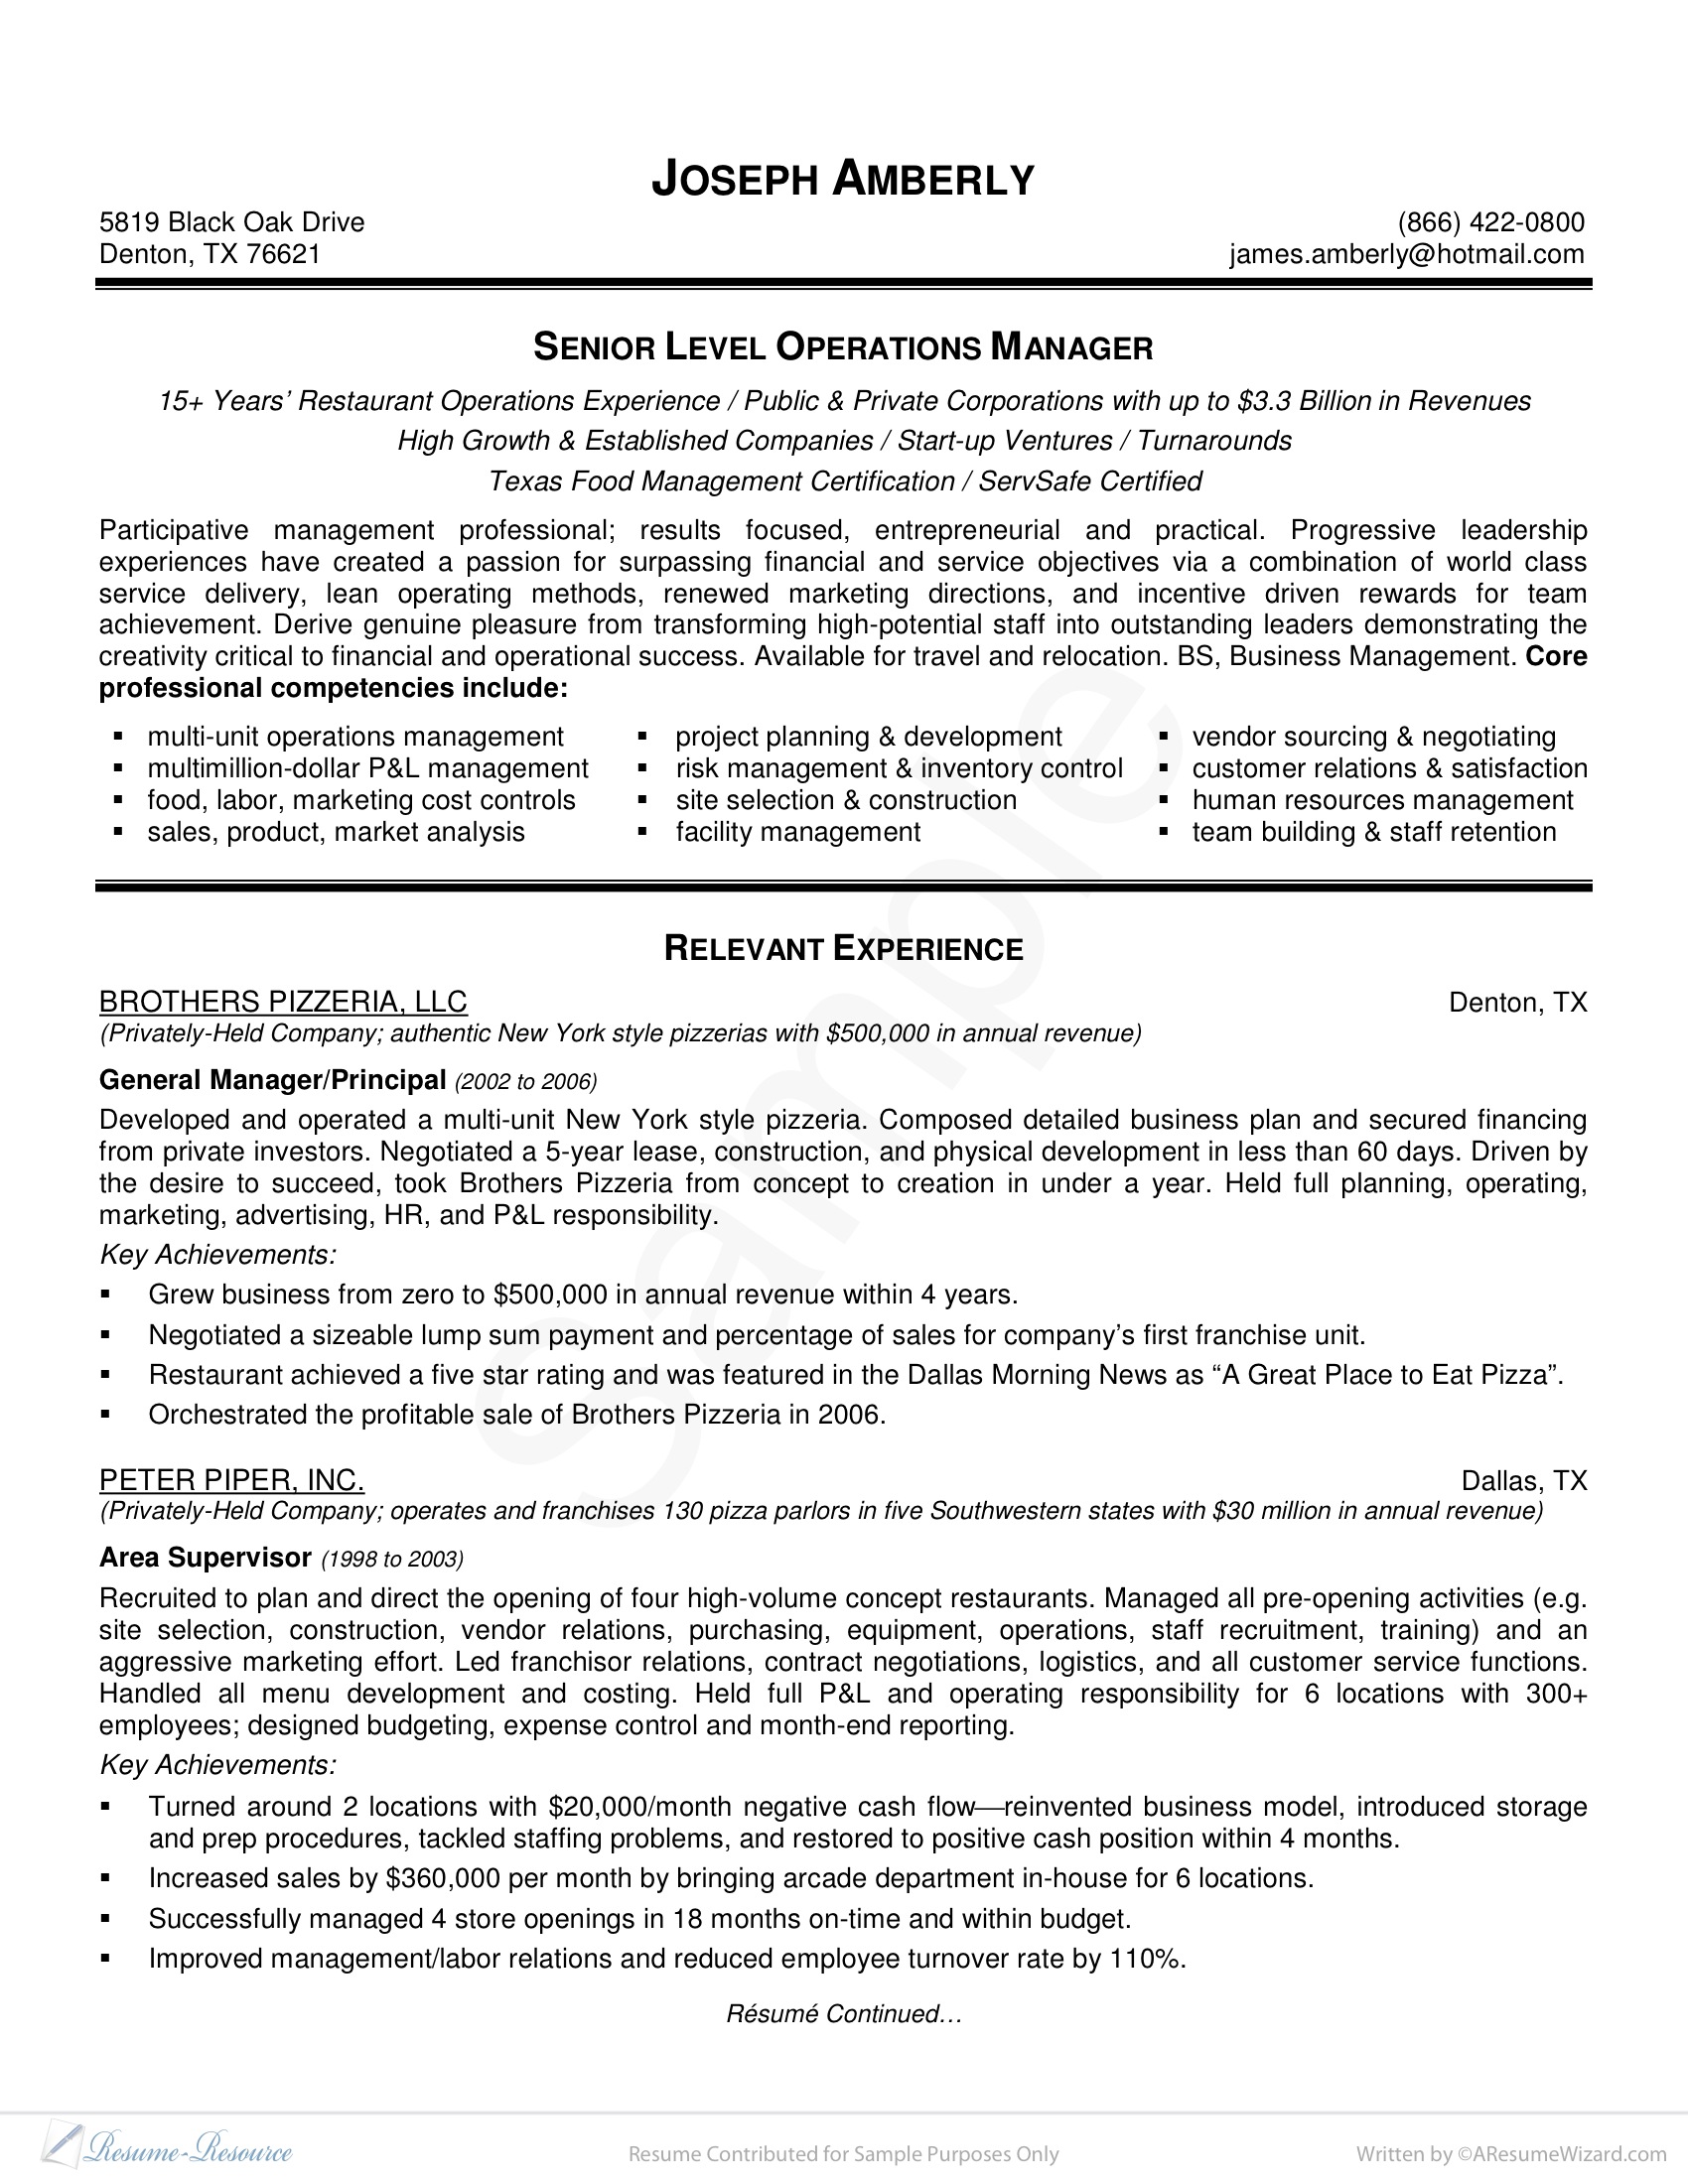 JOSEPH AMBERLY
5819 Black Oak Drive (866) 422-0800
Denton, TX 76621 james.amberly@hotmail.com
SENIOR LEVEL OPERATIONS MANAGER
15+ Years’ Restaurant Operations Experience / Public & Private Corporations with up to $3.3 Billion in Revenues
High Growth & Established Companies / Start-up Ventures / Turnarounds
Texas Food Management Certification / ServSafe Certified
Participative management professional; results focused, entrepreneurial and practical. Progressive leadership
experiences have created a passion for surpassing financial and service objectives via a combination of world class
service delivery, lean operating methods, renewed marketing directions, and incentive driven rewards for team
achievement. Derive genuine pleasure from transforming high-potential staff into outstanding leaders demonstrating the
creativity critical to financial and operational success. Available for travel and relocation. BS, Business Management. Core
professional competencies include:
▪ multi-unit operations management ▪ project planning & development ▪ vendor sourcing & negotiating
▪ multimillion-dollar P&L management ▪ risk management & inventory control ▪ customer relations & satisfaction
▪ food, labor, marketing cost controls ▪ site selection & construction ▪ human resources management
▪ sales, product, market analysis ▪ facility management ▪ team building & staff retention
RELEVANT EXPERIENCE
BROTHERS PIZZERIA, LLC Denton, TX
(Privately-Held Company; authentic New York style pizzerias with $500,000 in annual revenue)
General Manager/Principal (2002 to 2006)
Developed and operated a multi-unit New York style pizzeria. Composed detailed business plan and secured financing
from private investors. Negotiated a 5-year lease, construction, and physical development in less than 60 days. Driven by
the desire to succeed, took Brothers Pizzeria from concept to creation in under a year. Held full planning, operating,
marketing, advertising, HR, and P&L responsibility.
Key Achievements:
▪ Grew business from zero to $500,000 in annual revenue within 4 years.
▪ Negotiated a sizeable lump sum payment and percentage of sales for company’s first franchise unit.
▪ Restaurant achieved a five star rating and was featured in the Dallas Morning News as “A Great Place to Eat Pizza”.
▪ Orchestrated the profitable sale of Brothers Pizzeria in 2006.
PETER PIPER, INC. Dallas, TX
(Privately-Held Company; operates and franchises 130 pizza parlors in five Southwestern states with $30 million in annual revenue)
Area Supervisor (1998 to 2003)
Recruited to plan and direct the opening of four high-volume concept restaurants. Managed all pre-opening activities (e.g.
site selection, construction, vendor relations, purchasing, equipment, operations, staff recruitment, training) and an
aggressive marketing effort. Led franchisor relations, contract negotiations, logistics, and all customer service functions.
Handled all menu development and costing. Held full P&L and operating responsibility for 6 locations with 300+
employees; designed budgeting, expense control and month-end reporting.
Key Achievements:
▪ Turned around 2 locations with $20,000/month negative cash flow—reinvented business model, introduced storage
and prep procedures, tackled staffing problems, and restored to positive cash position within 4 months.
▪ Increased sales by $360,000 per month by bringing arcade department in-house for 6 locations.
▪ Successfully managed 4 store openings in 18 months on-time and within budget.
▪ Improved management/labor relations and reduced employee turnover rate by 110%.
Résumé Continued…
Sample
Resume-Resource Resume Contributed for Sample Purposes Only Written by ©AResumeWizard.com